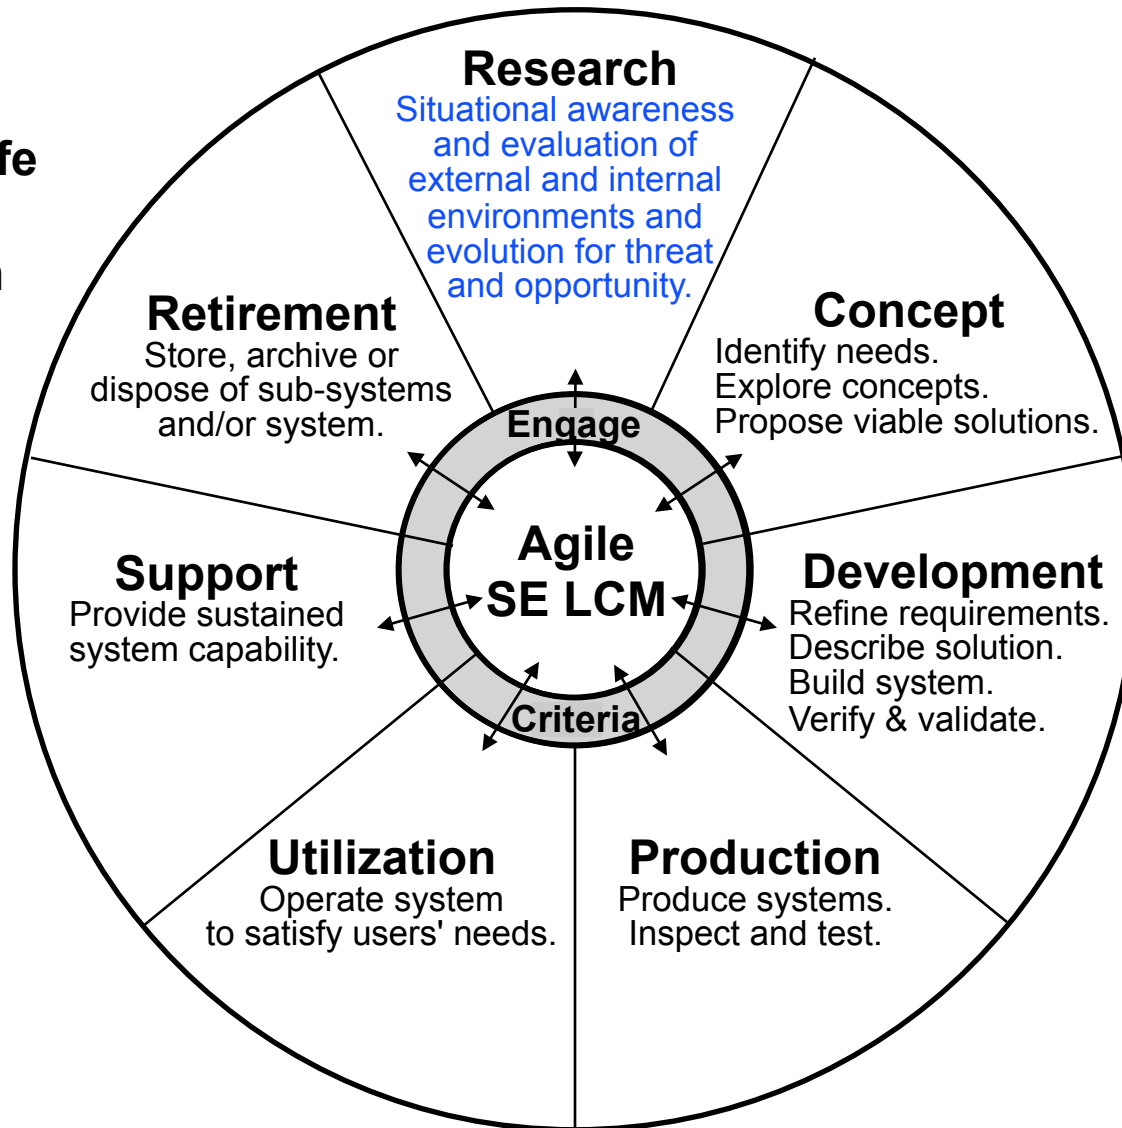 Research
Situational awareness
and evaluation of
external and internal
environments and
evolution for threat
and opportunity.
Concept
Identify needs.
Explore concepts.
Propose viable solutions.
Development
Refine requirements.
Describe solution.
Build system.
Verify & validate.
Production
Produce systems.
Inspect and test.
Utilization
Operate system
to satisfy users' needs.
Support
Provide sustained
system capability.
Retirement
Store, archive or
dispose of sub-systems
and/or system.
Engage
Agile
SE LCM
Criteria